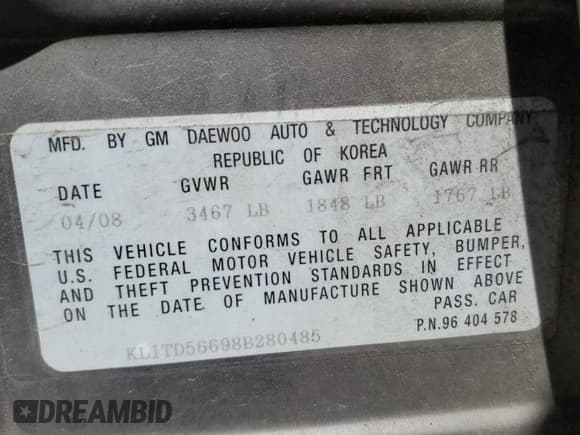 MFD. BY GM DAEWOO AUTO & TECHNOLOGY COMPANY
REPUBLIC OF KOREA
DATE GVWR GAWR FRT GAWR RR
04/08 3467 LB 1848 LB 1767 LB
THIS VEHICLE CONFORMS TO ALL APPLICABLE
U.S. FEDERAL MOTOR VEHICLE SAFETY, BUMPER,
AND THEFT PREVENTION STANDARDS IN EFFECT
ON THE DATE OF MANUFACTURE SHOWN ABOVE
PASS. CAR
P.N.96 404 578
KL1TD56698B280485
DREAMBID